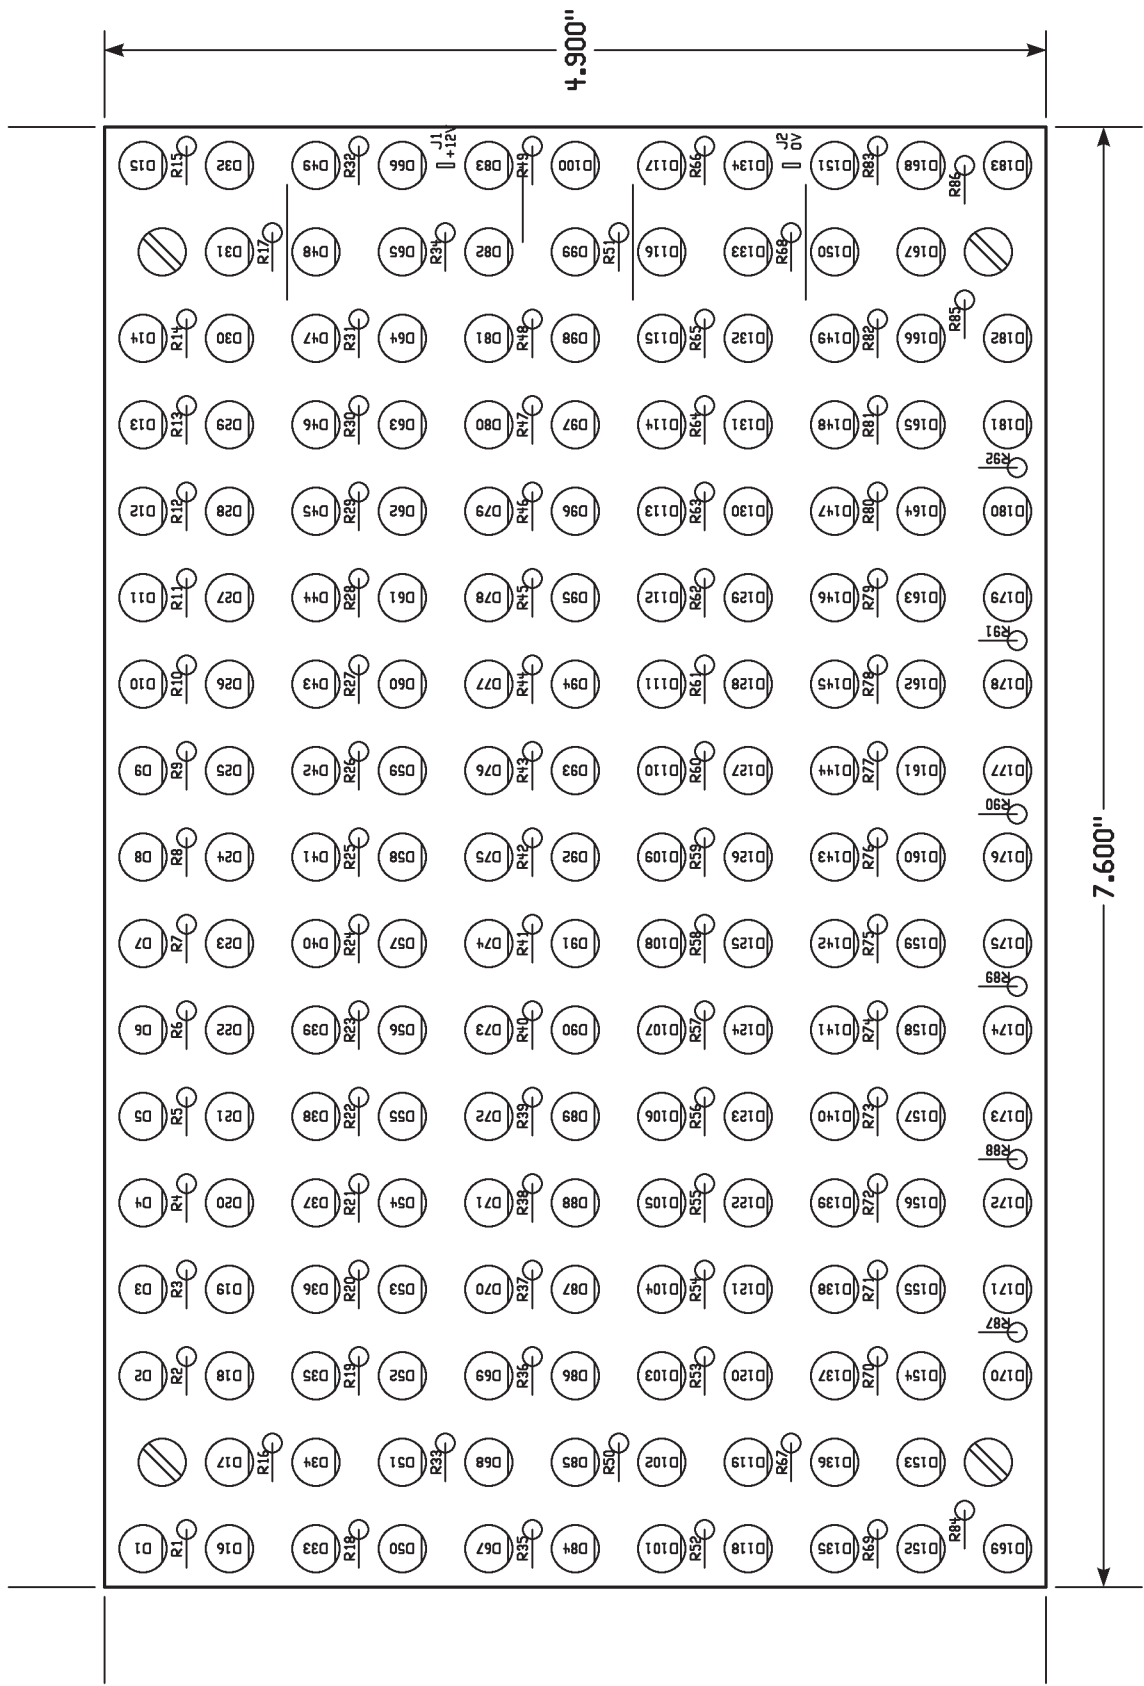 4.900"
D15 R15 D32 D49 R32 D66 J1 +12V D83 R49 D100 D117 R66 D134 J2 0V D151 R83 D168 R86 D183
D31 R17 D48 D65 R34 D82 D99 R51 D116 D133 R68 D150 D167
D14 R14 D30 D47 R31 D64 D81 R48 D98 D115 R65 D132 D149 R82 D166 R85 D182
D13 R13 D29 D46 R30 D63 D80 R47 D97 D114 R64 D131 D148 R81 D165 D181
R92
D12 R12 D28 D45 R29 D62 D79 R46 D96 D113 R63 D130 D147 R80 D164 D180
D11 R11 D27 D44 R28 D61 D78 R45 D95 D112 R62 D129 D146 R79 D163 D179
R91
D10 R10 D26 D43 R27 D60 D77 R44 D94 D111 R61 D128 D145 R78 D162 D178
D9 R9 D25 D42 R26 D59 D76 R43 D93 D110 R60 D127 D144 R77 D161 D177
R90
7.600"
D8 R8 D24 D41 R25 D58 D75 R42 D92 D109 R59 D126 D143 R76 D160 D176
D7 R7 D23 D40 R24 D57 D74 R41 D91 D108 R58 D125 D142 R75 D159 D175
R89
D6 R6 D22 D39 R23 D56 D73 R40 D90 D107 R57 D124 D141 R74 D158 D174
D5 R5 D21 D38 R22 D55 D72 R39 D89 D106 R56 D123 D140 R73 D157 D173
R88
D4 R4 D20 D37 R21 D54 D71 R38 D88 D105 R55 D122 D139 R72 D156 D172
D3 R3 D19 D36 R20 D53 D70 R37 D87 D104 R54 D121 D138 R71 D155 D171
R87
D2 R2 D18 D35 R19 D52 D69 R36 D86 D103 R53 D120 D137 R70 D154 D170
D17 R16 D34 D51 R33 D68 D85 R50 D102 D119 R67 D136 D153
D1 R1 D16 D33 R18 D50 D67 R35 D84 D101 R52 D118 D135 R69 D152 R84 D169